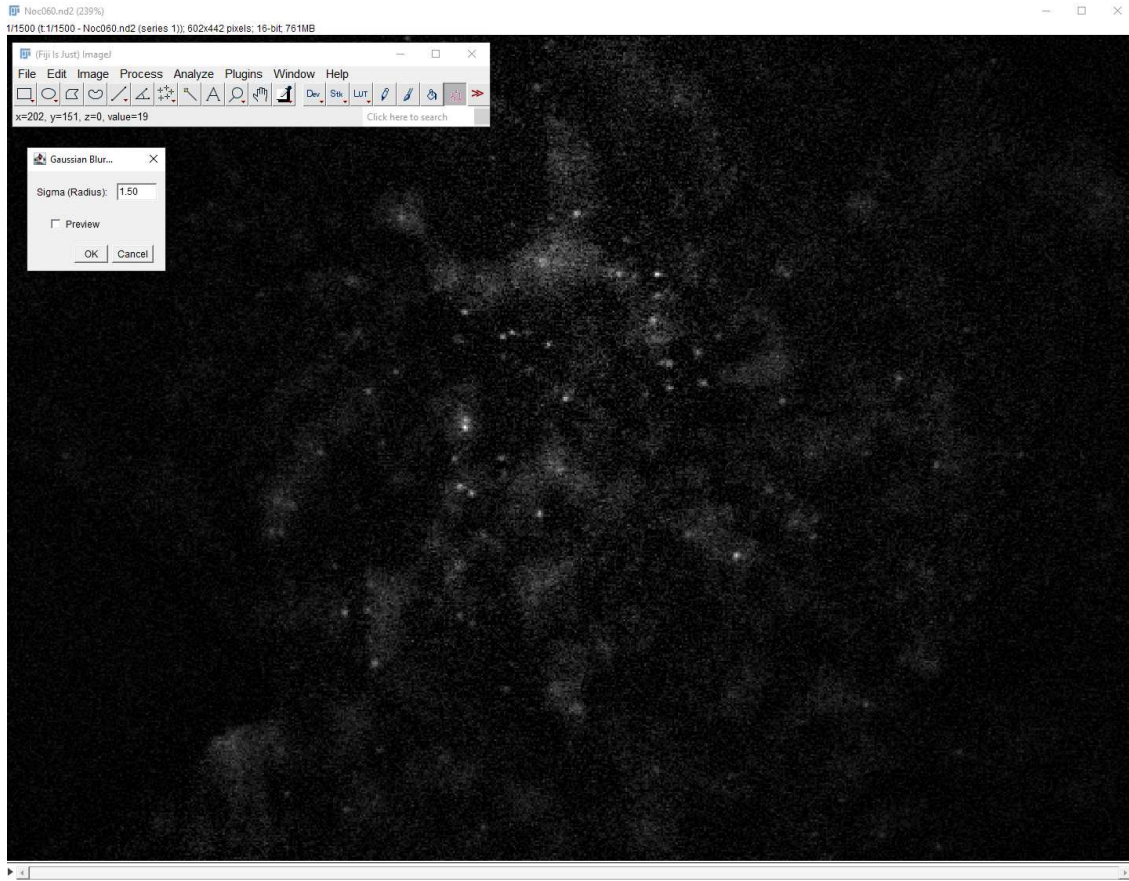 Noc060.nd2 (239%)
1/1500 (t:1/1500 - Noc060.nd2 (series 1)); 602x442 pixels; 16-bit; 761MB
(Fiji Is Just) ImageJ
File Edit Image Process Analyze Plugins Window Help
A Dev Stk LUT
x=202, y=151, z=0, value=19 Click here to search
Gaussian Blur...
Sigma (Radius): 1.50
Preview
OK Cancel